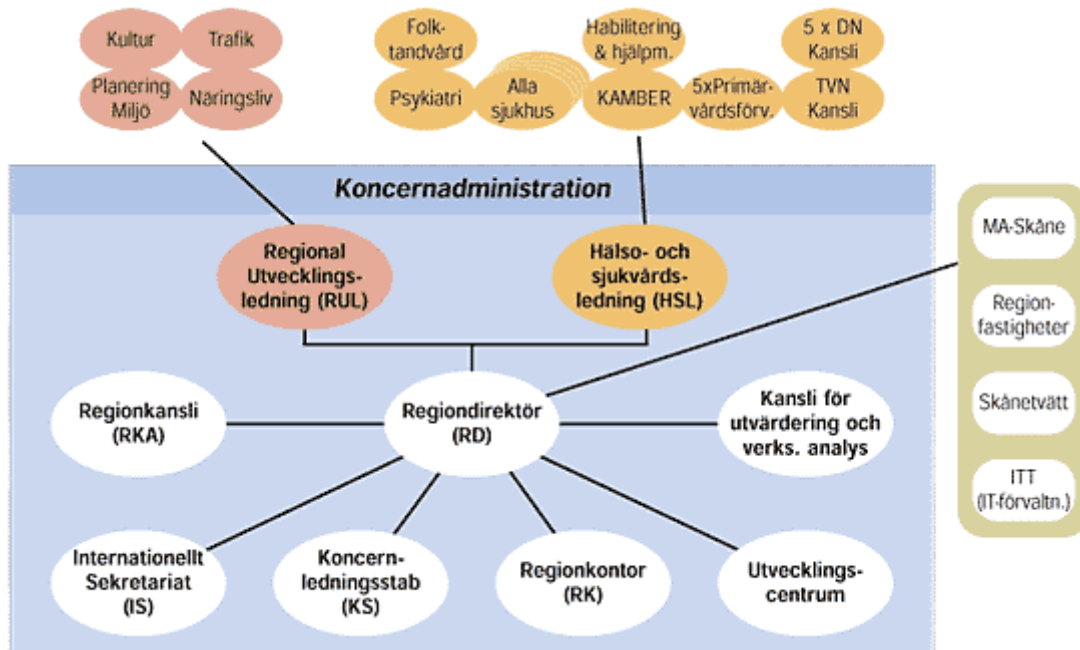 Kultur
Trafik
Planering
Miljö
Näringsliv
Folk-
tandvård
Psykiatri
Alla
sjukhus
Habilitering
& hjälpm.
KAMBER
5xPrimär-
vårdsförv.
5 x DN
Kansli
TVN
Kansli
Koncernadministration
Regional
Utvecklings-
ledning (RUL)
Hälso- och
sjukvårds-
ledning (HSL)
MA-Skåne
Region-
fastigheter
Skånetvätt
ITT
(IT-förvaltn.)
Regionkansli
(RKA)
Regiondirektör
(RD)
Kansli för
utvärdering och
verks. analys
Internationellt
Sekretariat
(IS)
Koncern-
ledningsstab
(KS)
Regionkontor
(RK)
Utvecklings-
centrum